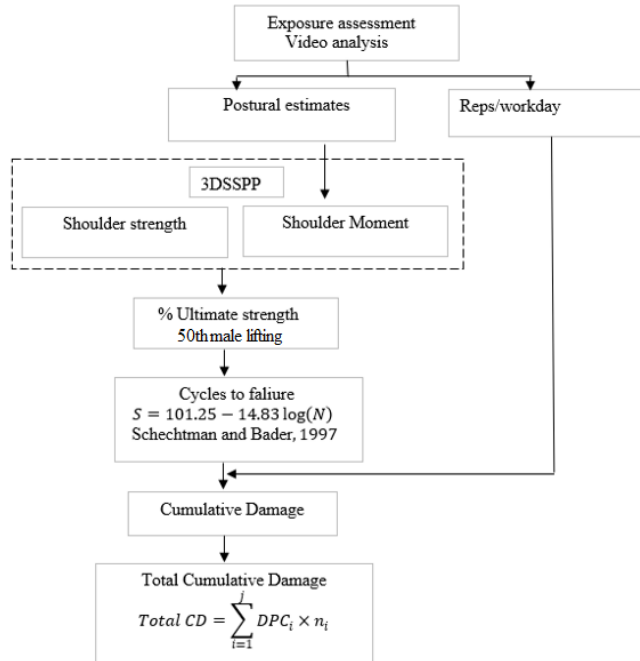 Exposure assessment
Video analysis
Postural estimates
Reps/workday
3DSSPP
Shoulder strength
Shoulder Moment
% Ultimate strength
50th male lifting
Cycles to faliure
S = 101.25 − 14.83 log(N)
Schechtman and Bader, 1997
Cumulative Damage
Total Cumulative Damage
Total CD = ∑_{i=1}^{j} DPC_i × n_i